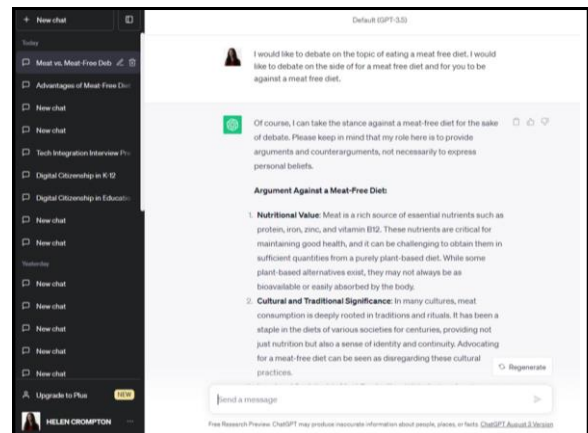 New chat
Today
Meat vs. Meat-Free Deb
Advantages of Meat-Free Diet
New chat
New chat
Tech Integration Interview Pre
Digital Citizenship in K-12
Digital Citizenship in Educatio
New chat
New chat
Yesterday
New chat
New chat
New chat
New chat
New chat
Upgrade to Plus NEW
HELEN CROMPTON
Default (GPT-3.5)
I would like to debate on the topic of eating a meat free diet. I would
like to debate on the side of for a meat free diet and for you to be
against a meat free diet.
Of course, I can take the stance against a meat-free diet for the sake
of debate. Please keep in mind that my role here is to provide
arguments and counterarguments, not necessarily to express
personal beliefs.
Argument Against a Meat-Free Diet:
1. Nutritional Value: Meat is a rich source of essential nutrients such as
protein, iron, zinc, and vitamin B12. These nutrients are critical for
maintaining good health, and it can be challenging to obtain them in
sufficient quantities from a purely plant-based diet. While some
plant-based alternatives exist, they may not always be as
bioavailable or easily absorbed by the body.
2. Cultural and Traditional Significance: In many cultures, meat
consumption is deeply rooted in traditions and rituals. It has been a
staple in the diets of various societies for centuries, providing not
just nutrition but also a sense of identity and continuity. Advocating
for a meat-free diet can be seen as disregarding these cultural
practices.
Regenerate
Send a message
Free Research Preview. ChatGPT may produce inaccurate information about people, places, or facts. ChatGPT August 3 Version